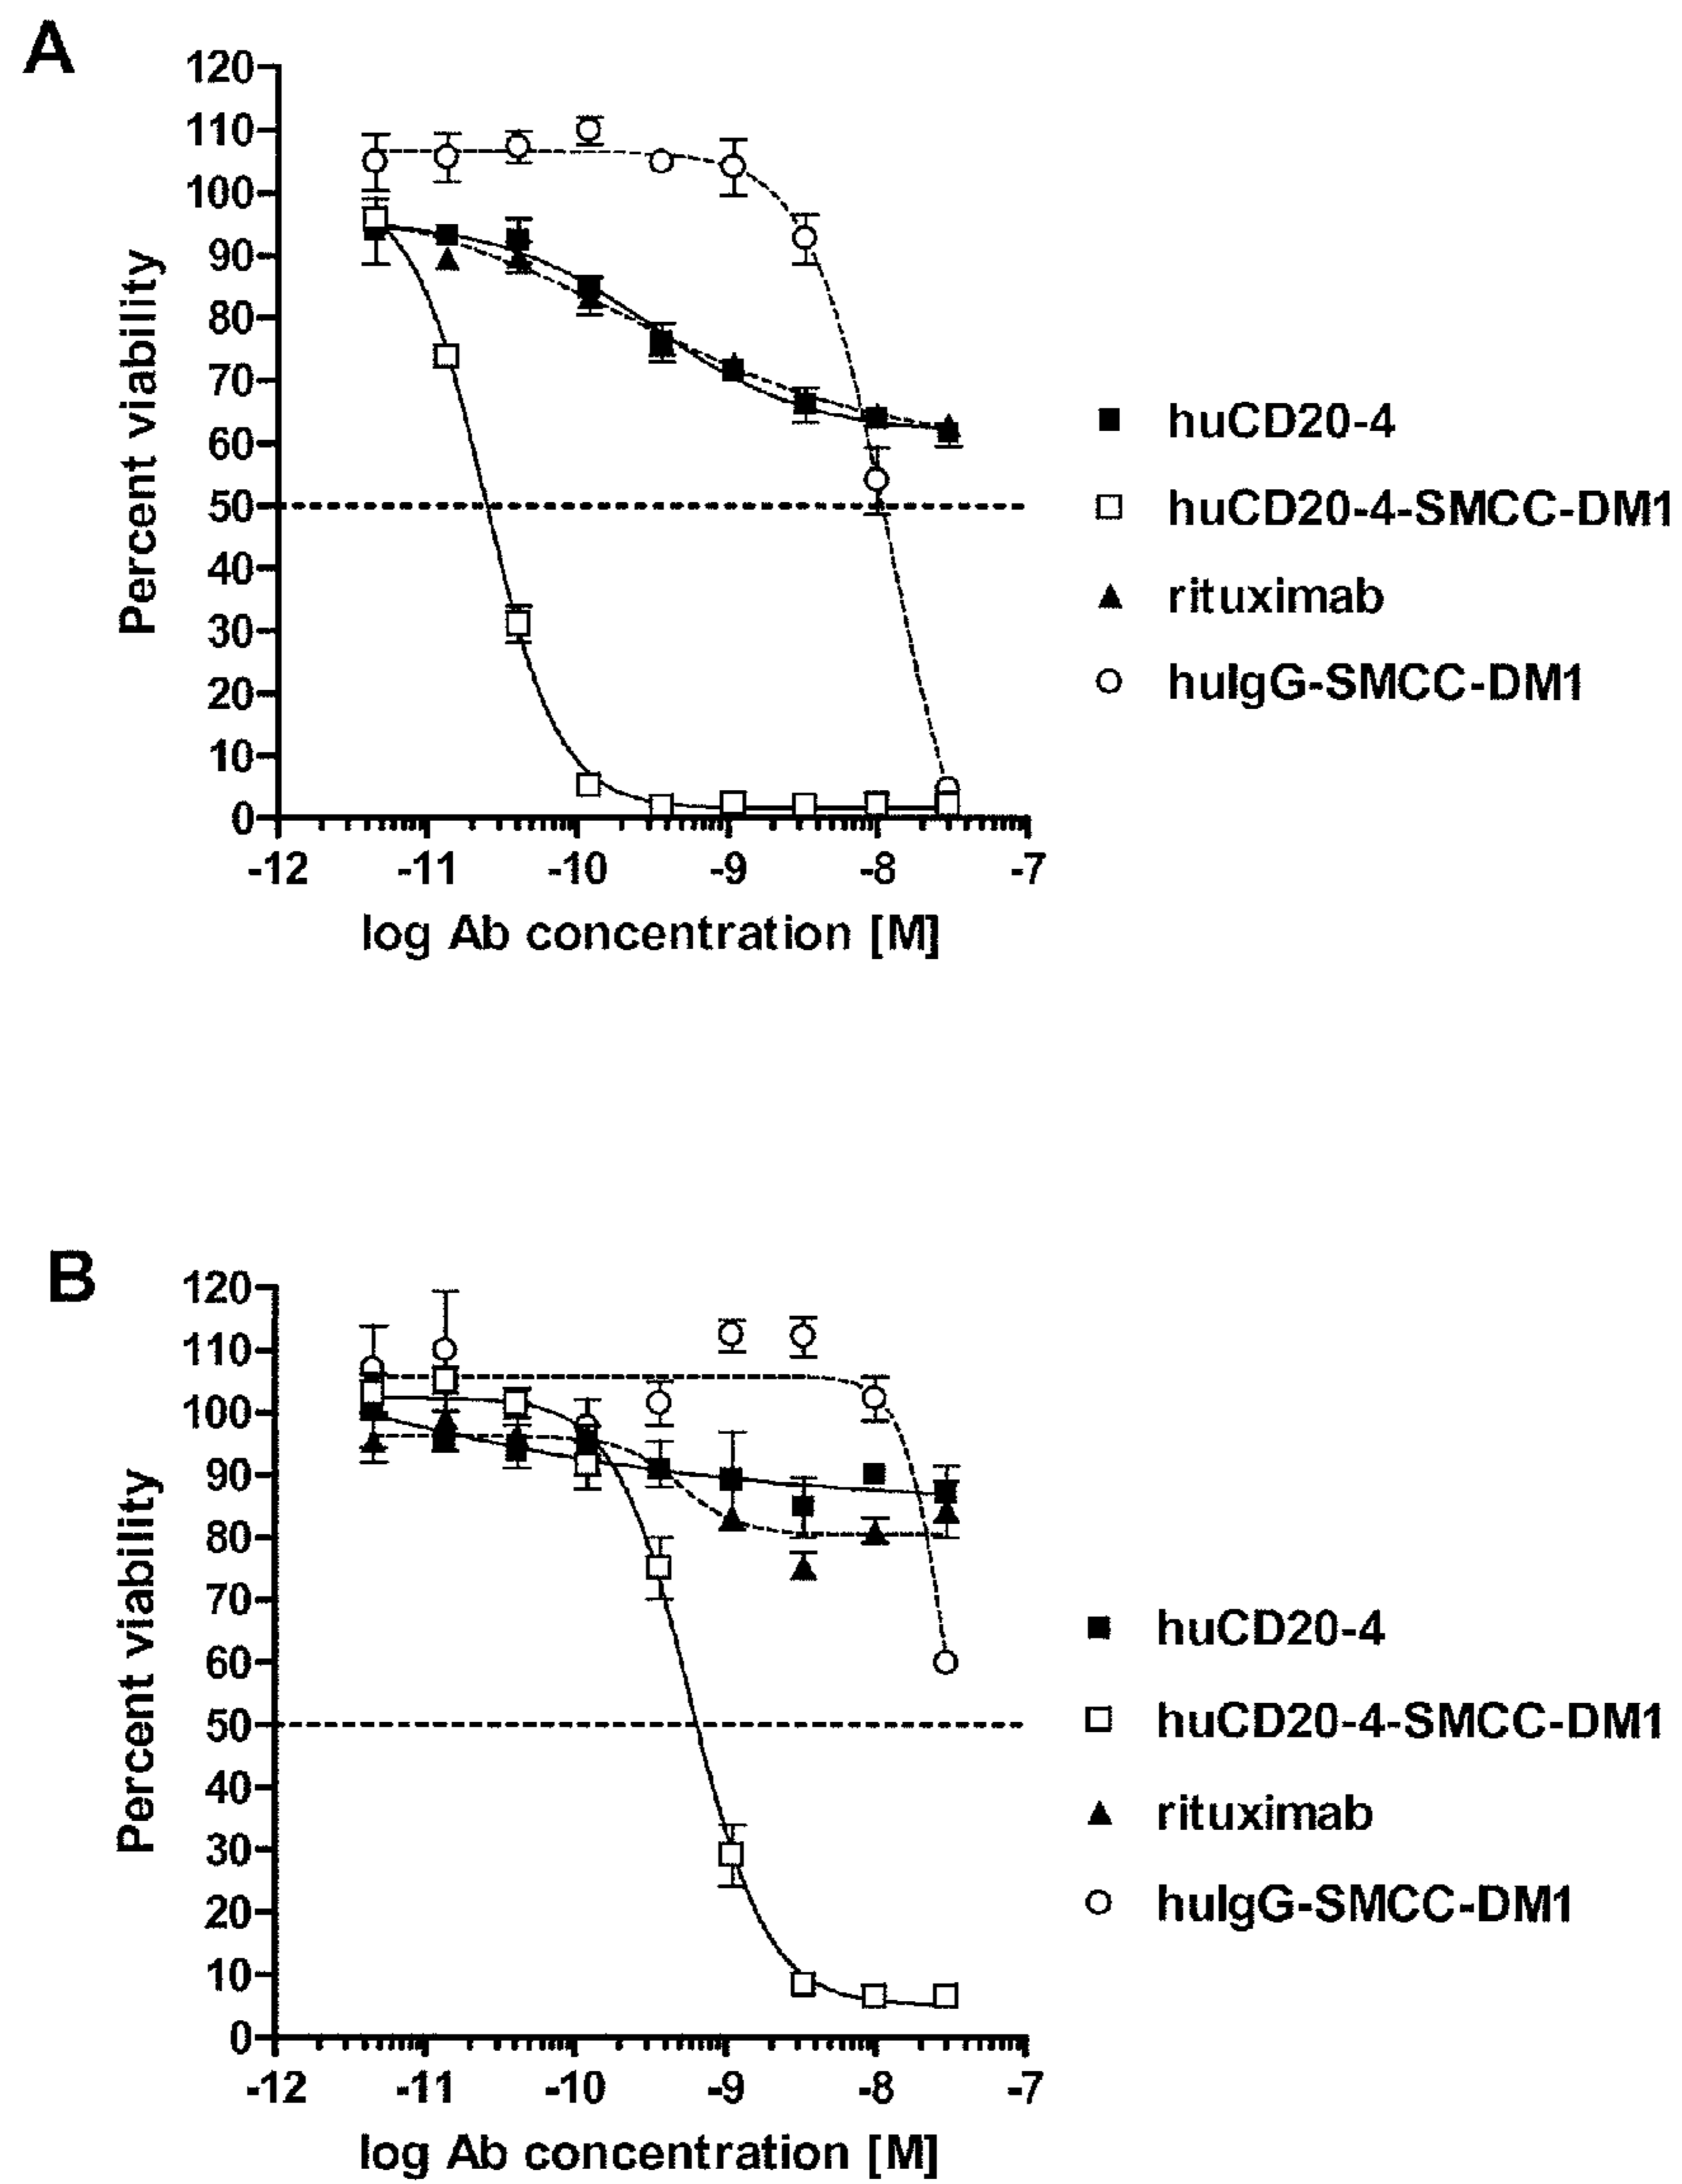 A
120
110
100
90
80
70
60
50
40
30
20
10
0
Percent viability
-12 -11 -10 -9 -8 -7
log Ab concentration [M]
huCD20-4
huCD20-4-SMCC-DM1
rituximab
huIgG-SMCC-DM1
B
120
110
100
90
80
70
60
50
40
30
20
10
0
Percent viability
-12 -11 -10 -9 -8 -7
log Ab concentration [M]
huCD20-4
huCD20-4-SMCC-DM1
rituximab
huIgG-SMCC-DM1